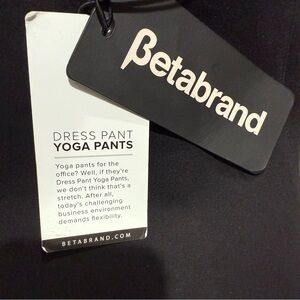 βetabrand
DRESS PANT
YOGA PANTS
Yoga pants for the
office? Well, if they're
Dress Pant Yoga Pants,
we don't think that's a
stretch. After all,
today's challenging
business environment
demands flexibility.
BETABRAND.COM